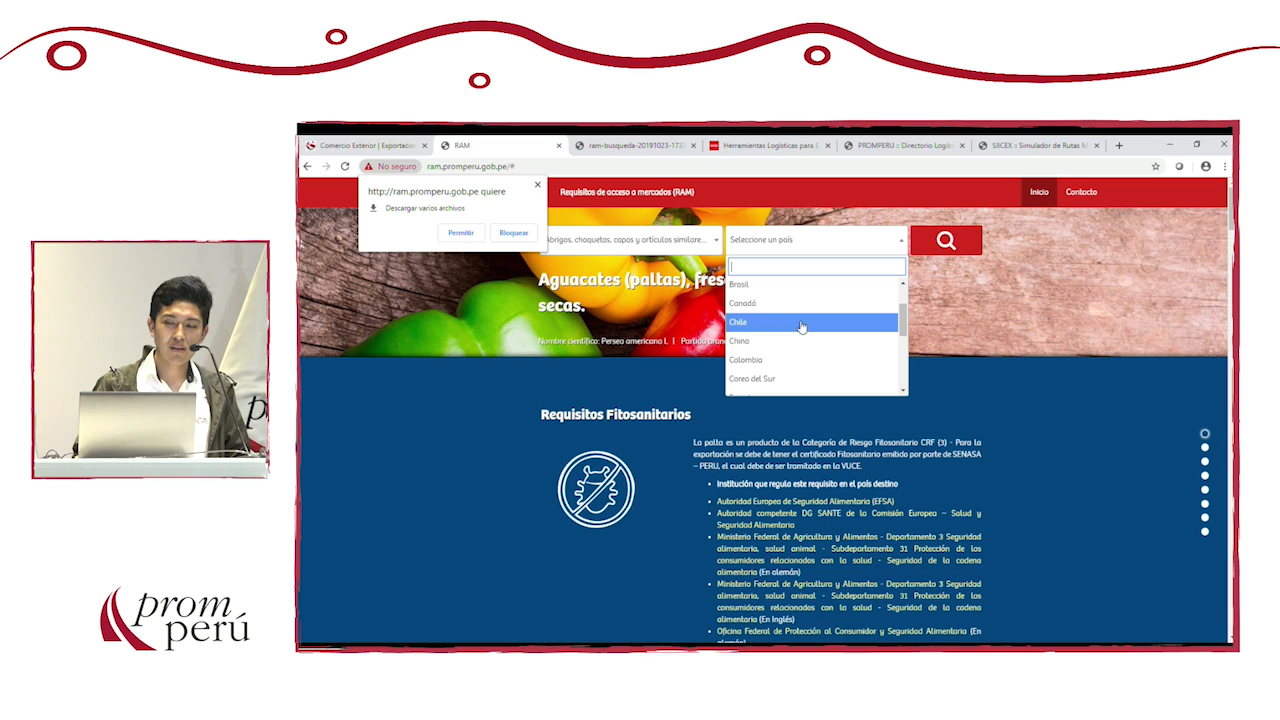 Comercio Exterior | Exportacion
RAM
ram-busqueda-20191023-173
Herramientas Logísticas para E
PROMPERU :: Directorio Logís
SIICEX :: Simulador de Rutas M
No seguro
ram.promperu.gob.pe/#
http://ram.promperu.gob.pe quiere
Descargar varios archivos
Permitir
Bloquear
Requisitos de acceso a mercados (RAM)
Inicio
Contacto
Abrigos, chaquetas, capas y artículos similare...
Seleccione un país
Brasil
Canadá
Chile
China
Colombia
Corea del Sur
Aguacates (paltas), fres
secas.
Nombre científico: Persea americana L | Partida aran
Requisitos Fitosanitarios
La palta es un producto de la Categoría de Riesgo Fitosanitario CRF (3) - Para la
exportación se debe de tener el certificado Fitosanitario emitido por parte de SENASA
– PERU, el cual debe de ser tramitado en la VUCE.
• Institución que regula este requisito en el país destino
• Autoridad Europea de Seguridad Alimentaria (EFSA)
• Autoridad competente DG SANTE de la Comisión Europea – Salud y
Seguridad Alimentaria
• Ministerio Federal de Agricultura y Alimentos - Departamento 3 Seguridad
alimentaria, salud animal - Subdepartamento 31 Protección de los
consumidores relacionados con la salud - Seguridad de la cadena
alimentaria (En alemán)
• Ministerio Federal de Agricultura y Alimentos - Departamento 3 Seguridad
alimentaria, salud animal - Subdepartamento 31 Protección de los
consumidores relacionados con la salud - Seguridad de la cadena
alimentaria (En Inglés)
• Oficina Federal de Protección al Consumidor y Seguridad Alimentaria (En
alemán)
prom
perú